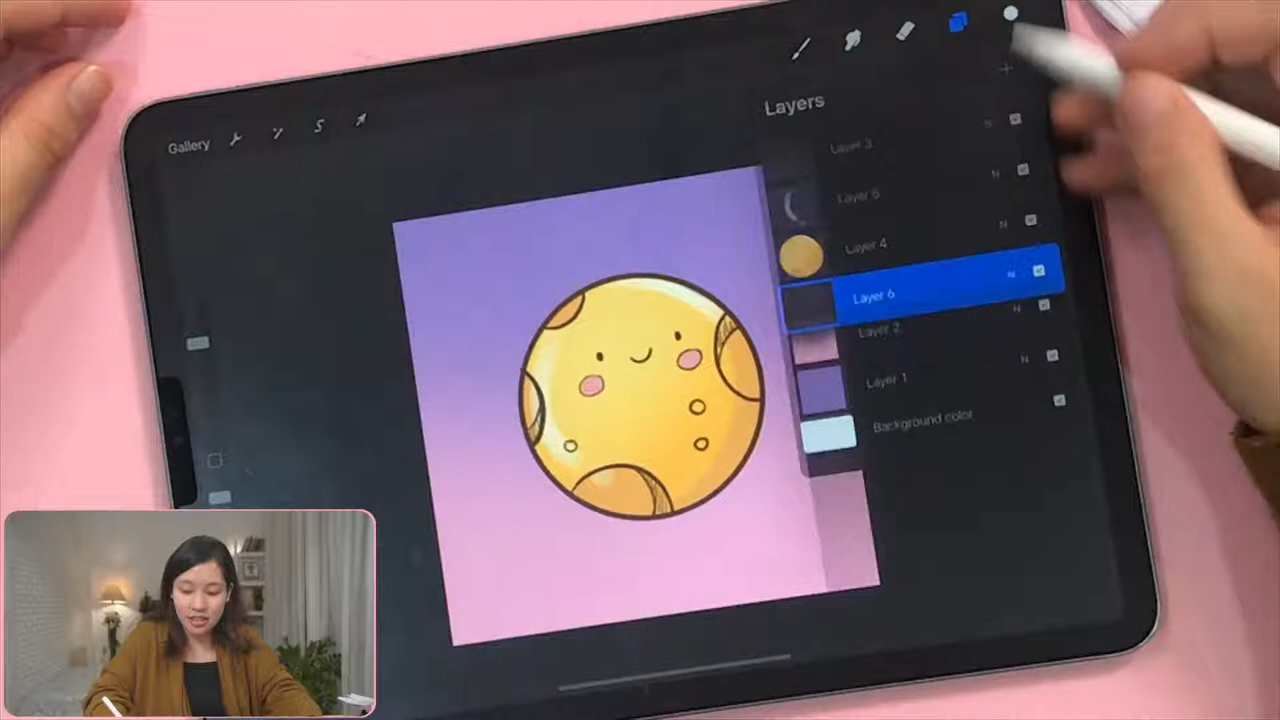 Gallery
Layers
Layer 3
N
Layer 5
N
Layer 4
N
Layer 6
N
Layer 2
N
Layer 1
N
Background color